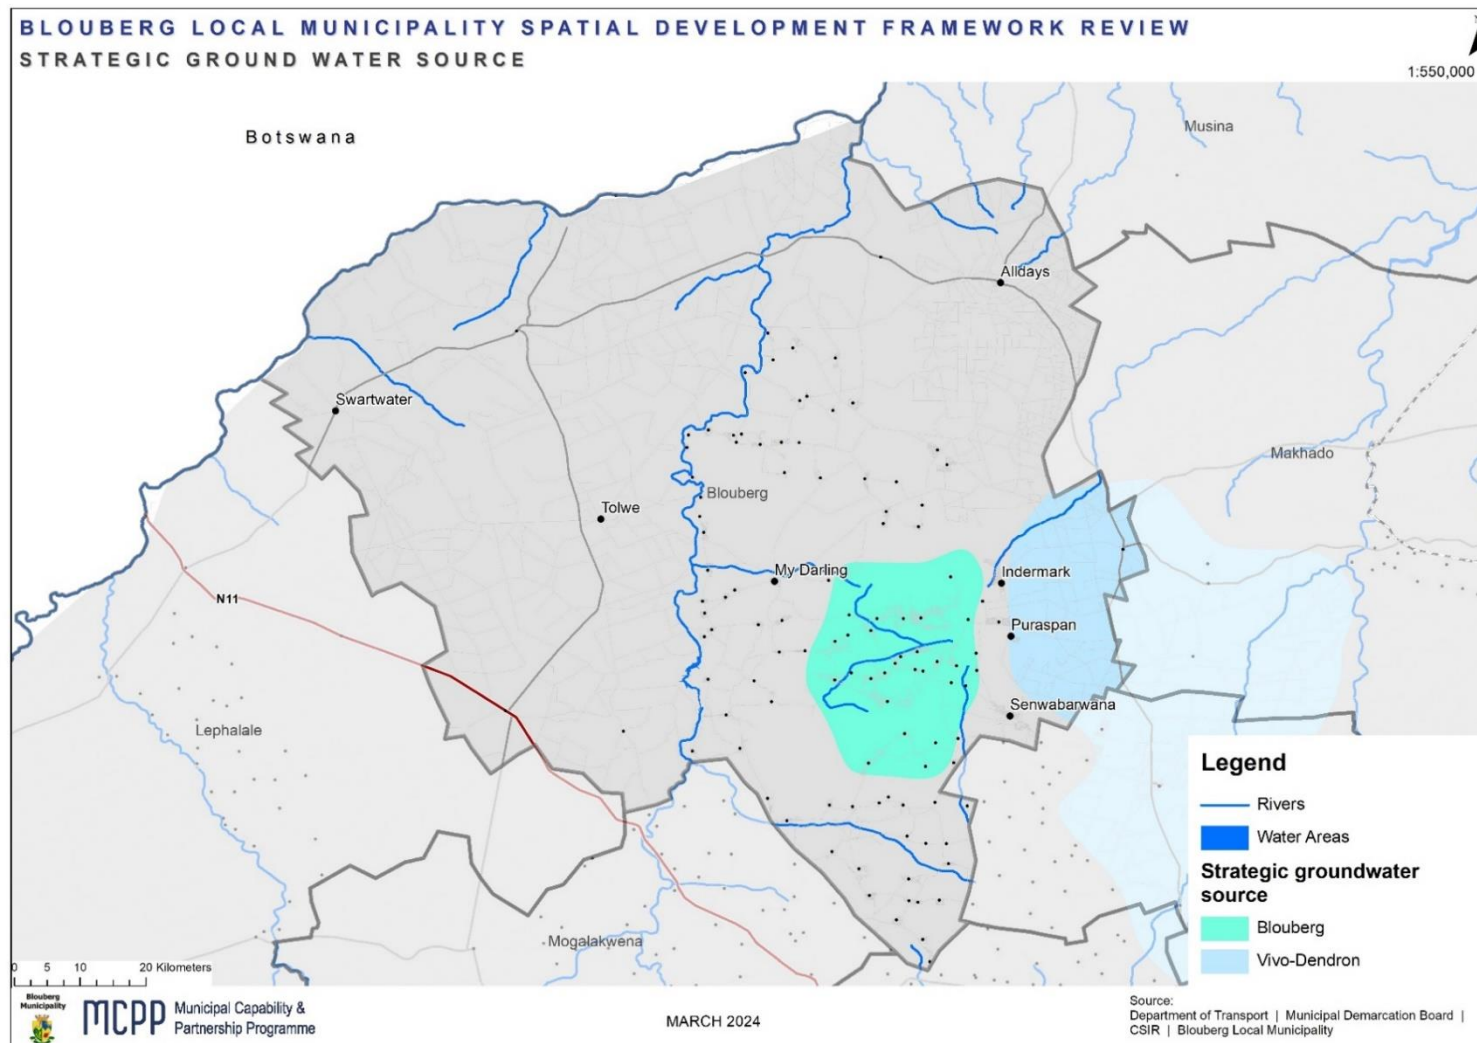 BLOUBERG LOCAL MUNICIPALITY SPATIAL DEVELOPMENT FRAMEWORK REVIEW
STRATEGIC GROUND WATER SOURCE
1:550,000
Botswana
Musina
Alldays
Swartwater
Makhado
Blouberg
Tolwe
My Darling
Indermark
N11
Puraspan
Senwabarwana
Lephalale
Mogalakwena
Legend
Rivers
Water Areas
Strategic groundwater
source
Blouberg
Vivo-Dendron
0 5 10 20 Kilometers
Blouberg
Municipality
MCPP
Municipal Capability &
Partnership Programme
MARCH 2024
Source:
Department of Transport | Municipal Demarcation Board |
CSIR | Blouberg Local Municipality